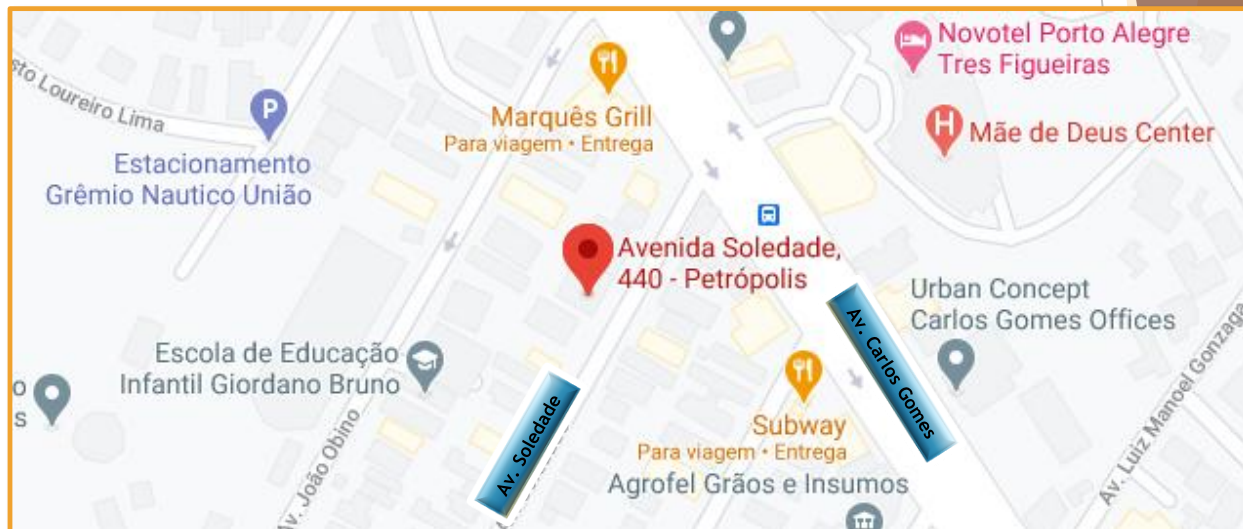 Novotel Porto Alegre
Tres Figueiras
sto Loureiro Lima
P
Marquês Grill
Para viagem • Entrega
H
Mãe de Deus Center
Estacionamento
Grêmio Nautico União
Avenida Soledade,
440 - Petrópolis
Urban Concept
Carlos Gomes Offices
Av. Carlos Gomes
Escola de Educação
Infantil Giordano Bruno
o
s
Av. Soledade
Subway
Para viagem • Entrega
Agrofel Grãos e Insumos
Av. João Obino
Av. Luiz Manoel Gonzaga